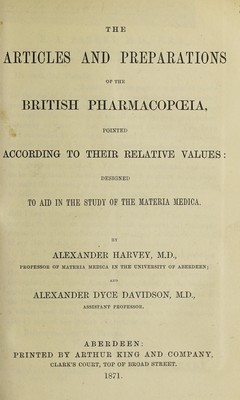 THE
ARTICLES AND PREPARATIONS
OF THE
BRITISH PHARMACOPŒIA,
POINTED
ACCORDING TO THEIR RELATIVE VALUES:
DESIGNED
TO AID IN THE STUDY OF THE MATERIA MEDICA.
BY
ALEXANDER HARVEY, M.D.,
PROFESSOR OF MATERIA MEDICA IN THE UNIVERSITY OF ABERDEEN;
AND
ALEXANDER DYCE DAVIDSON, M.D.,
ASSISTANT PROFESSOR.
ABERDEEN:
PRINTED BY ARTHUR KING AND COMPANY,
CLARK'S COURT, TOP OF BROAD STREET.
1871.